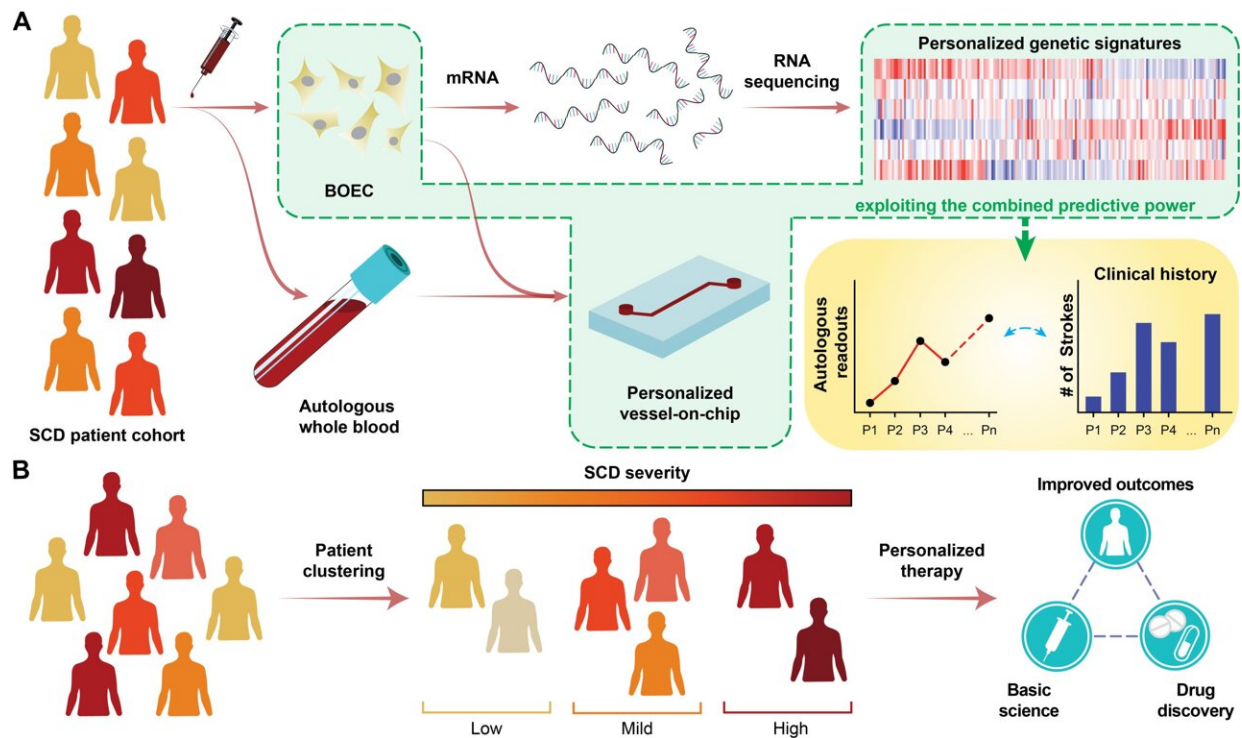 A
SCD patient cohort
BOEC
mRNA
RNA
sequencing
Personalized genetic signatures
exploiting the combined predictive power
Autologous
whole blood
Personalized
vessel-on-chip
Autologous
readouts
P1 P2 P3 P4 ... Pn
Clinical history
# of Strokes
P1 P2 P3 P4 ... Pn
B
Patient
clustering
SCD severity
Low
Mild
High
Personalized
therapy
Improved outcomes
Basic
science
Drug
discovery